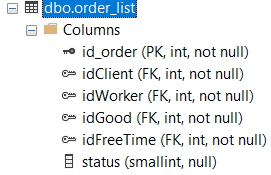 dbo.order_list
Columns
id_order (PK, int, not null)
idClient (FK, int, not null)
idWorker (FK, int, not null)
idGood (FK, int, not null)
idFreeTime (FK, int, not null)
status (smallint, null)